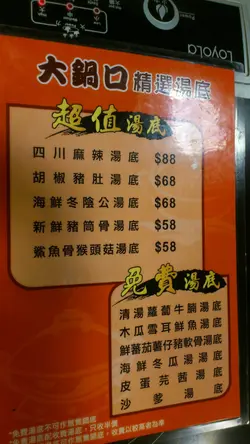 LoyoLa
大鍋口 精選湯底
超值湯底
四川麻辣湯底 $88
胡椒豬肚湯底 $68
海鮮冬陰公湯底 $68
新鮮豬筒骨湯底 $58
鯊魚骨猴頭菇湯底 $58
免費湯底
清湯蘿蔔牛腩湯底
木瓜雪耳鮮魚湯底
鮮蕃茄薯仔豬軟骨湯底
海鮮冬瓜湯湯底
皮蛋芫茜湯底
沙嗲湯底